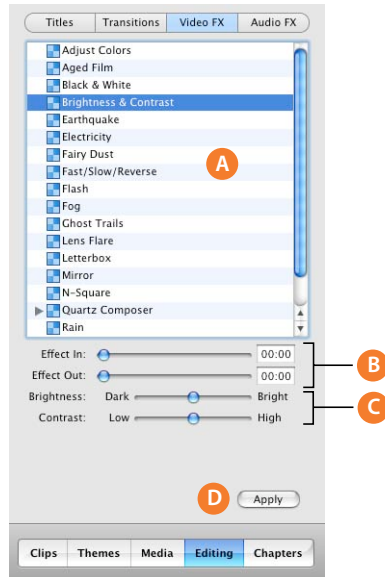 Titles Transitions Video FX Audio FX
Adjust Colors
Aged Film
Black & White
Brightness & Contrast
Earthquake
Electricity
Fairy Dust
A
Fast/Slow/Reverse
Flash
Fog
Ghost Trails
Lens Flare
Letterbox
Mirror
N-Square
Quartz Composer
Rain
Effect In: 00:00
B
Effect Out: 00:00
Brightness: Dark Bright
C
Contrast: Low High
D Apply
Clips Themes Media Editing Chapters